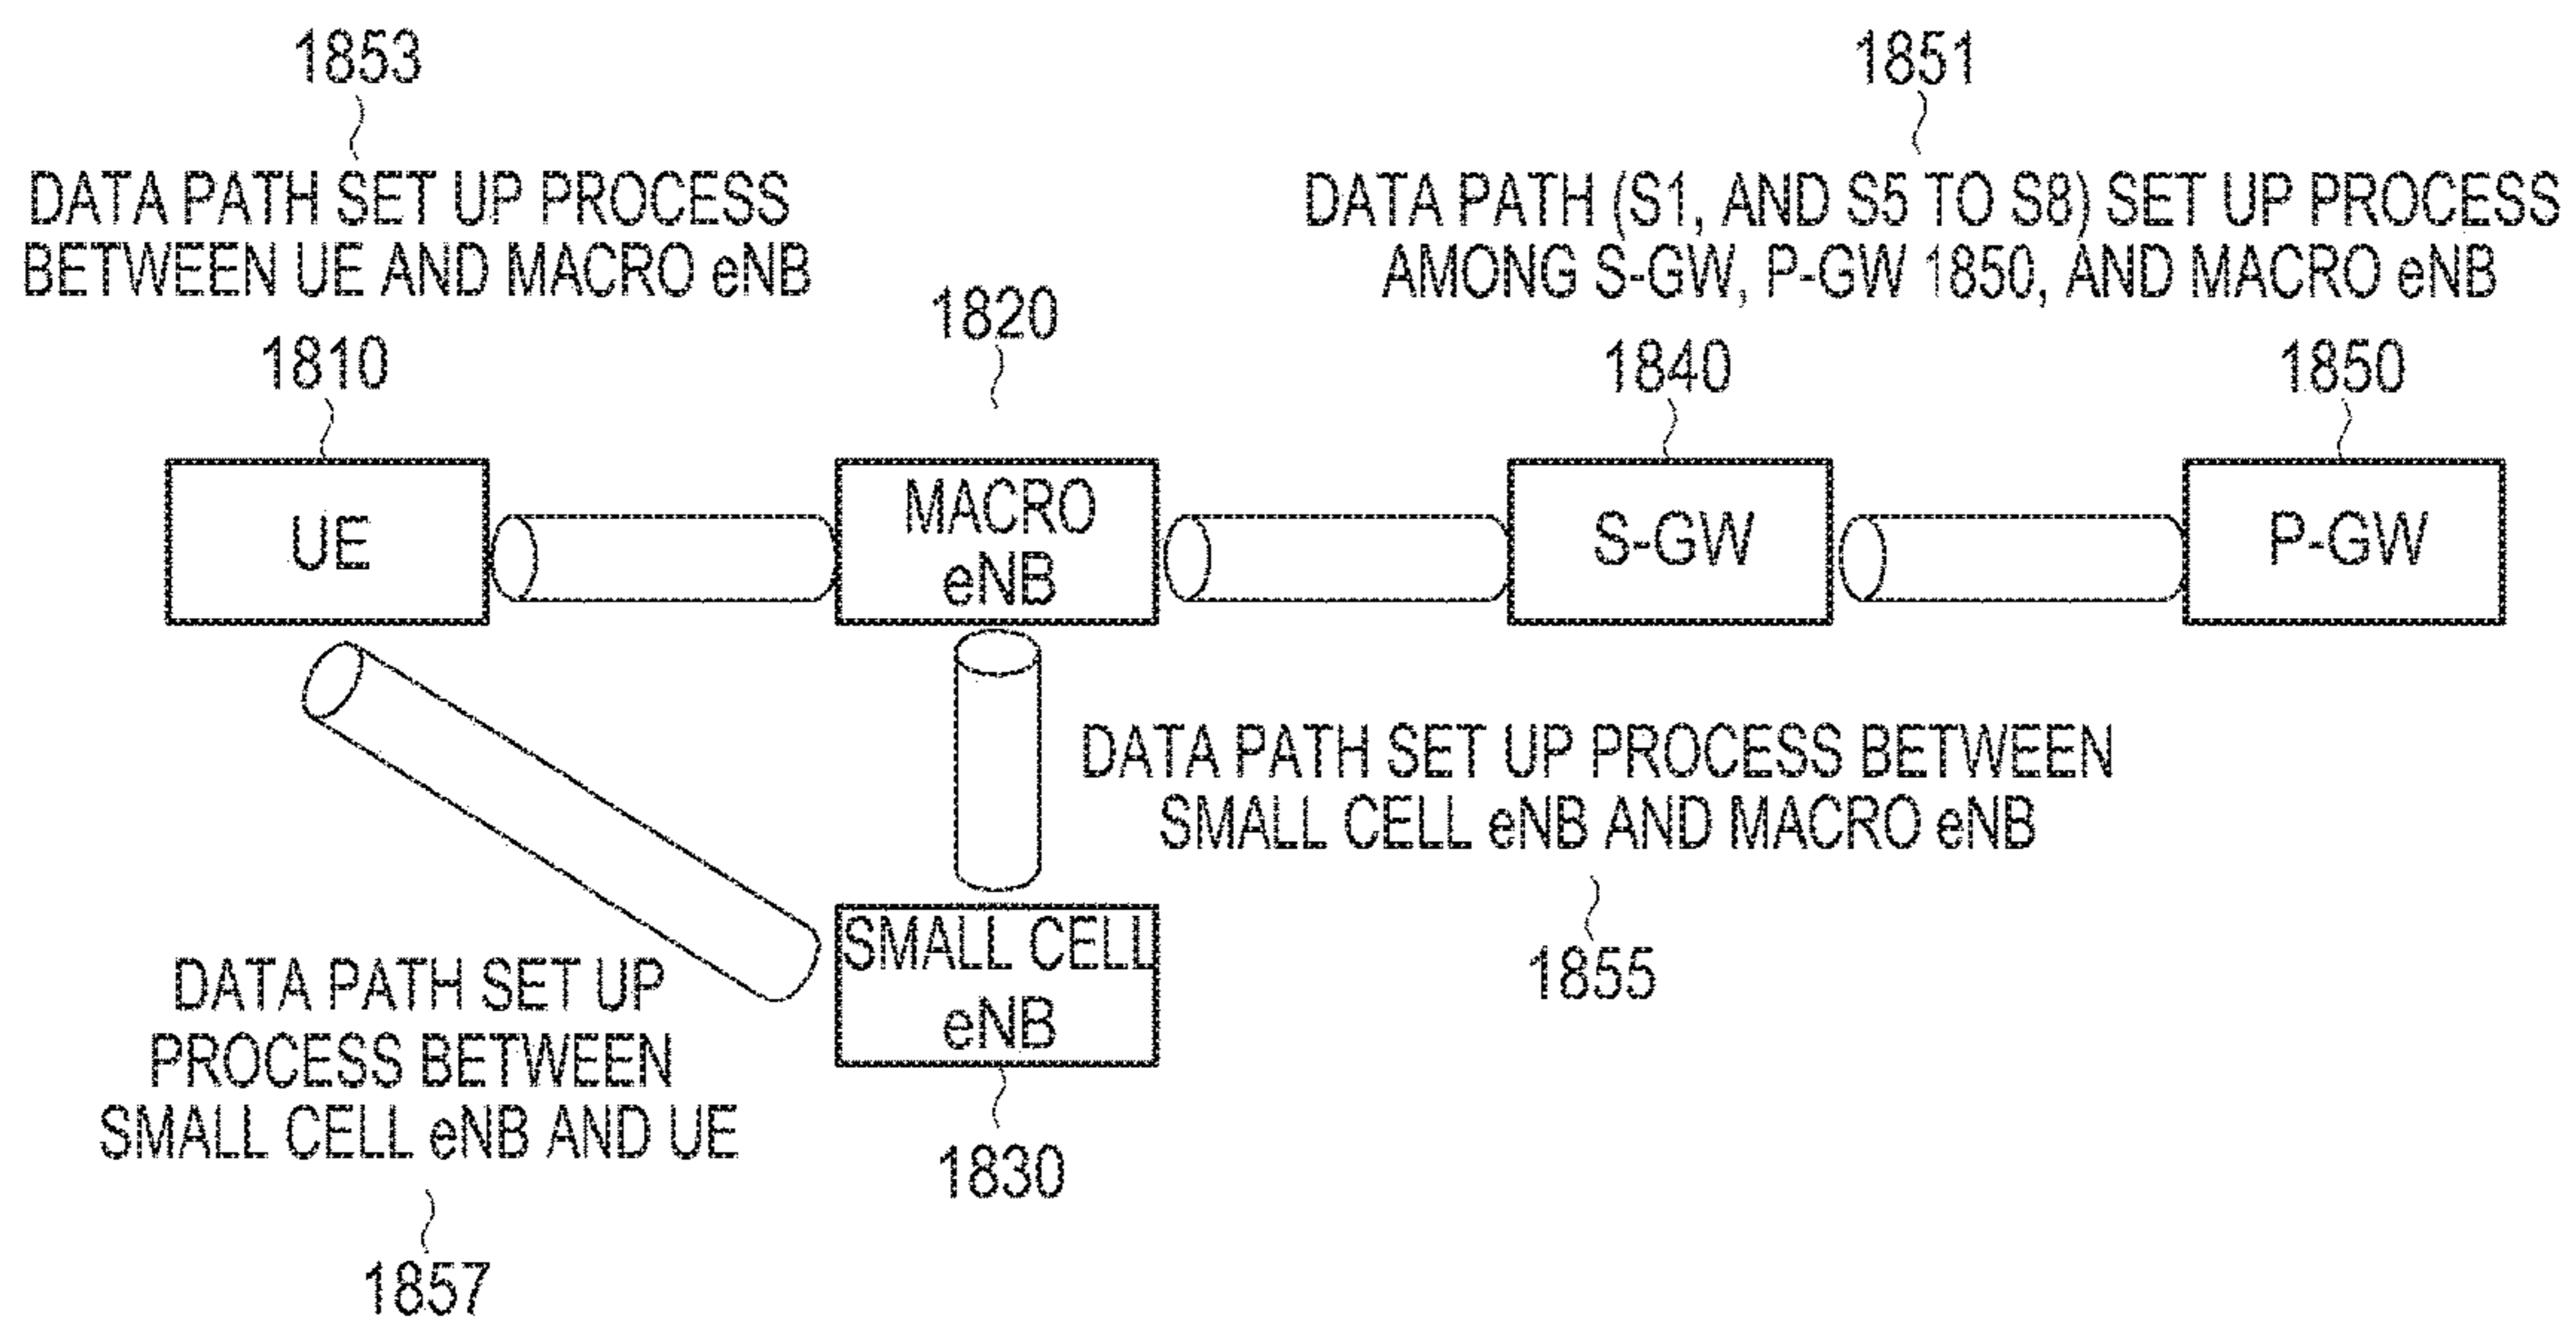 1853
1851
DATA PATH SET UP PROCESS
BETWEEN UE AND MACRO eNB
DATA PATH (S1, AND S5 TO S8) SET UP PROCESS
AMONG S-GW, P-GW 1850, AND MACRO eNB
1810
1820
1840
1850
UE
MACRO
eNB
S-GW
P-GW
DATA PATH SET UP PROCESS BETWEEN
SMALL CELL eNB AND MACRO eNB
1855
SMALL CELL
eNB
1830
DATA PATH SET UP
PROCESS BETWEEN
SMALL CELL eNB AND UE
1857